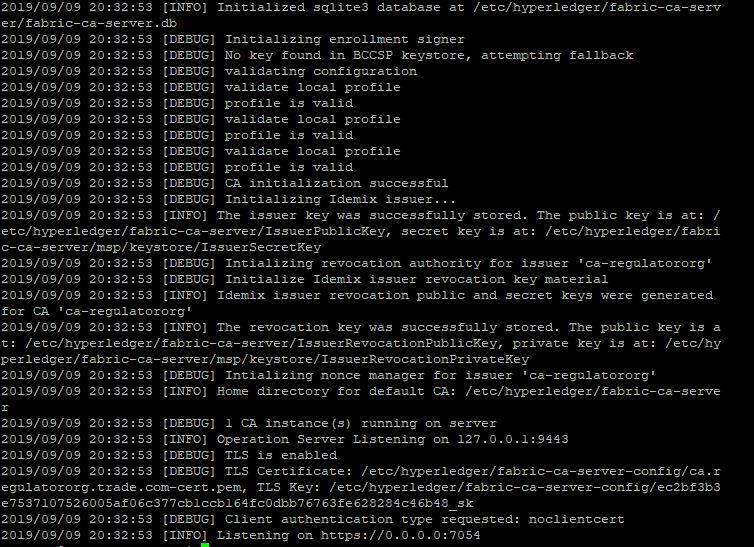 2019/09/09 20:32:53 [INFO] Initialized sqlite3 database at /etc/hyperledger/fabric-ca-serv
er/fabric-ca-server.db
2019/09/09 20:32:53 [DEBUG] Initializing enrollment signer
2019/09/09 20:32:53 [DEBUG] No key found in BCCSP keystore, attempting fallback
2019/09/09 20:32:53 [DEBUG] validating configuration
2019/09/09 20:32:53 [DEBUG] validate local profile
2019/09/09 20:32:53 [DEBUG] profile is valid
2019/09/09 20:32:53 [DEBUG] validate local profile
2019/09/09 20:32:53 [DEBUG] profile is valid
2019/09/09 20:32:53 [DEBUG] validate local profile
2019/09/09 20:32:53 [DEBUG] profile is valid
2019/09/09 20:32:53 [DEBUG] CA initialization successful
2019/09/09 20:32:53 [DEBUG] Initializing Idemix issuer...
2019/09/09 20:32:53 [INFO] The issuer key was successfully stored. The public key is at: /
etc/hyperledger/fabric-ca-server/IssuerPublicKey, secret key is at: /etc/hyperledger/fabri
c-ca-server/msp/keystore/IssuerSecretKey
2019/09/09 20:32:53 [DEBUG] Intializing revocation authority for issuer 'ca-regulatororg'
2019/09/09 20:32:53 [DEBUG] Initialize Idemix issuer revocation key material
2019/09/09 20:32:53 [INFO] Idemix issuer revocation public and secret keys were generated
for CA 'ca-regulatororg'
2019/09/09 20:32:53 [INFO] The revocation key was successfully stored. The public key is a
t: /etc/hyperledger/fabric-ca-server/IssuerRevocationPublicKey, private key is at: /etc/hy
perledger/fabric-ca-server/msp/keystore/IssuerRevocationPrivateKey
2019/09/09 20:32:53 [DEBUG] Intializing nonce manager for issuer 'ca-regulatororg'
2019/09/09 20:32:53 [INFO] Home directory for default CA: /etc/hyperledger/fabric-ca-serve
r
2019/09/09 20:32:53 [DEBUG] 1 CA instance(s) running on server
2019/09/09 20:32:53 [INFO] Operation Server Listening on 127.0.0.1:9443
2019/09/09 20:32:53 [DEBUG] TLS is enabled
2019/09/09 20:32:53 [DEBUG] TLS Certificate: /etc/hyperledger/fabric-ca-server-config/ca.r
egulatororg.trade.com-cert.pem, TLS Key: /etc/hyperledger/fabric-ca-server-config/ec2bf3b3
e7537107526005af06c377cb1ccb164fc0dbb76763fe628284c46b48_sk
2019/09/09 20:32:53 [DEBUG] Client authentication type requested: noclientcert
2019/09/09 20:32:53 [INFO] Listening on https://0.0.0.0:7054